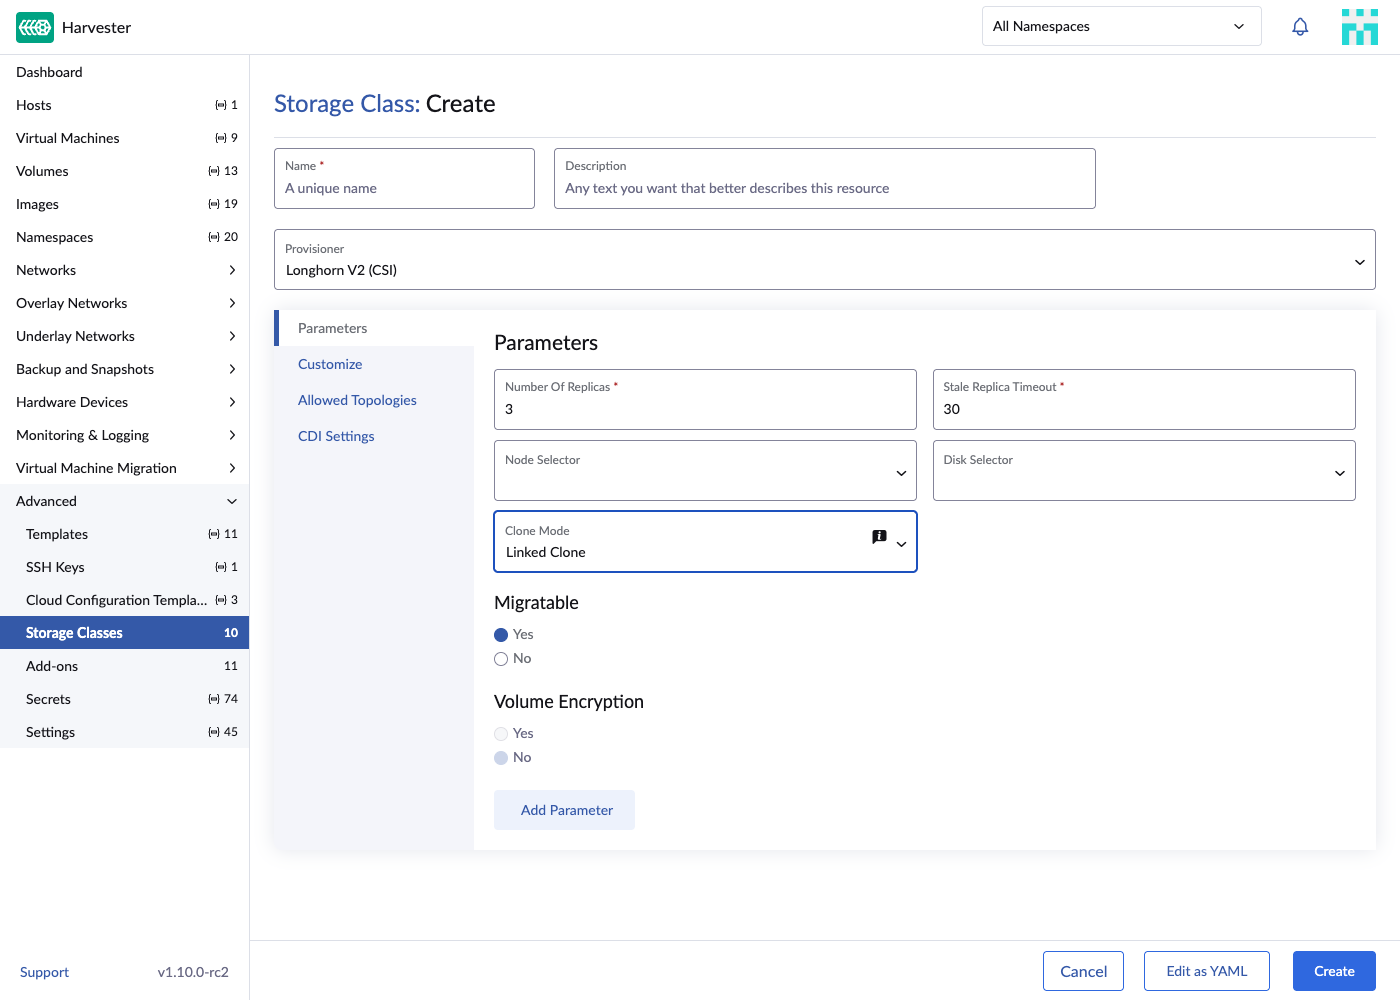 Harvester
All Namespaces
Dashboard
Hosts 1
Virtual Machines 9
Volumes 13
Images 19
Namespaces 20
Networks
Overlay Networks
Underlay Networks
Backup and Snapshots
Hardware Devices
Monitoring & Logging
Virtual Machine Migration
Advanced
Templates 11
SSH Keys 1
Cloud Configuration Templa... 3
Storage Classes 10
Add-ons 11
Secrets 74
Settings 45
Support v1.10.0-rc2
Storage Class: Create
Name *
A unique name
Description
Any text you want that better describes this resource
Provisioner
Longhorn V2 (CSI)
Parameters
Customize
Allowed Topologies
CDI Settings
Parameters
Number Of Replicas *
3
Stale Replica Timeout *
30
Node Selector
Disk Selector
Clone Mode
Linked Clone
Migratable
Yes
No
Volume Encryption
Yes
No
Add Parameter
Cancel
Edit as YAML
Create